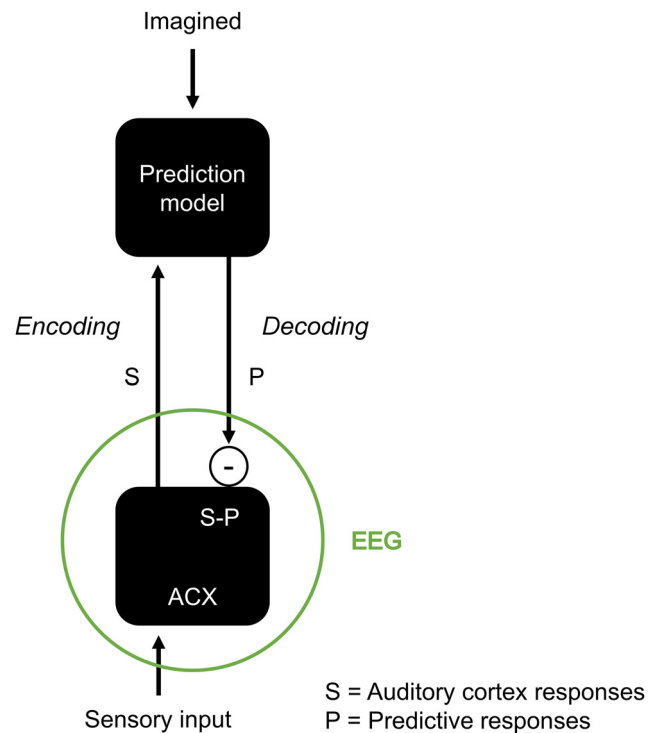 Imagined
Prediction
model
Encoding
Decoding
S
P
-
S-P
EEG
ACX
Sensory input
S = Auditory cortex responses
P = Predictive responses